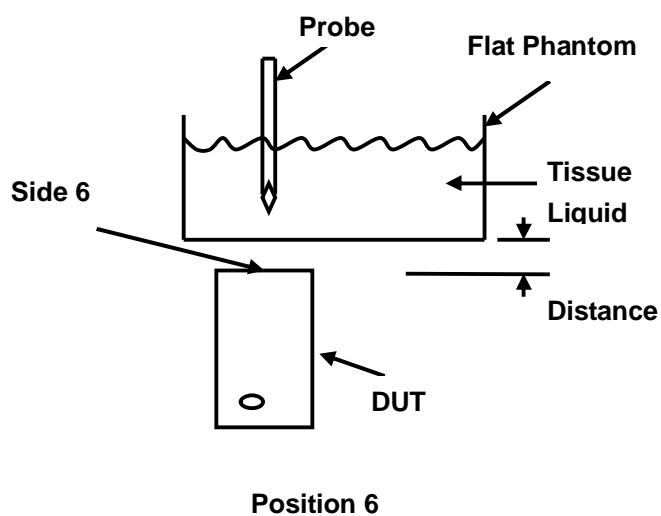 Probe
Flat Phantom
Side 6
Tissue
Liquid
Distance
DUT
Position 6